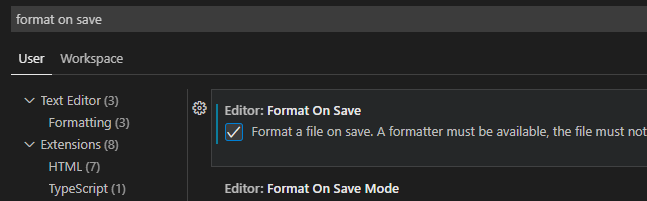 format on save
User Workspace
Text Editor (3)
Formatting (3)
Extensions (8)
HTML (7)
TypeScript (1)
Editor: Format On Save
Format a file on save. A formatter must be available, the file must not
Editor: Format On Save Mode